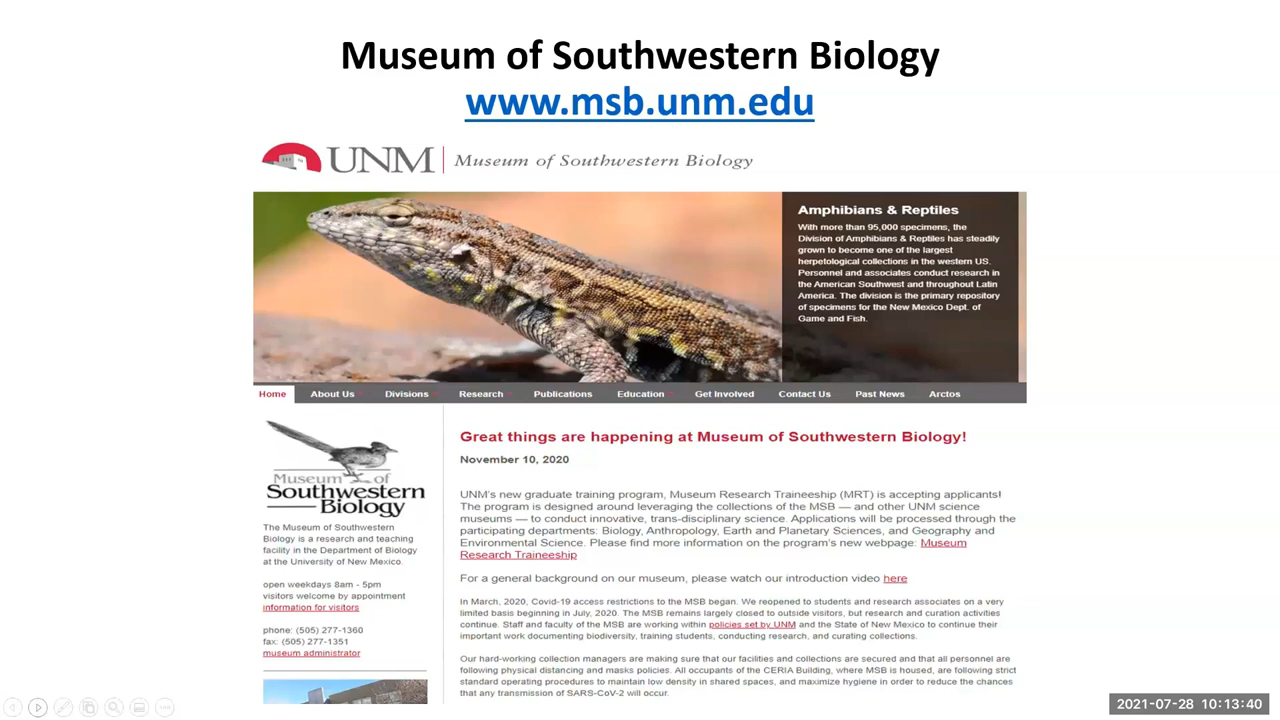 Museum of Southwestern Biology
www.msb.unm.edu
UNM | Museum of Southwestern Biology
Amphibians & Reptiles
With more than 95,000 specimens, the
Division of Amphibians & Reptiles has steadily
grown to become one of the largest
herpetological collections in the western US.
Personnel and associates conduct research in
the American Southwest and throughout Latin
America. The division is the primary repository
of specimens for the New Mexico Dept. of
Game and Fish.
Home About Us Divisions Research Publications Education Get Involved Contact Us Past News Arctos
Museum of
Southwestern
Biology
The Museum of Southwestern
Biology is a research and teaching
facility in the Department of Biology
at the University of New Mexico.
open weekdays 8am - 5pm
visitors welcome by appointment
information for visitors
phone: (505) 277-1360
fax: (505) 277-1351
museum administrator
Great things are happening at Museum of Southwestern Biology!
November 10, 2020
UNM's new graduate training program, Museum Research Traineeship (MRT) is accepting applicants!
The program is designed around leveraging the collections of the MSB — and other UNM science
museums — to conduct innovative, trans-disciplinary science. Applications will be processed through the
participating departments: Biology, Anthropology, Earth and Planetary Sciences, and Geography and
Environmental Science. Please find more information on the program's new webpage: Museum
Research Traineeship
For a general background on our museum, please watch our introduction video here
In March, 2020, Covid-19 access restrictions to the MSB began. We reopened to students and research associates on a very
limited basis beginning in July, 2020. The MSB remains largely closed to outside visitors, but research and curation activities
continue. Staff and faculty of the MSB are working within policies set by UNM and the State of New Mexico to continue their
important work documenting biodiversity, training students, conducting research, and curating collections.
Our hard-working collection managers are making sure that our facilities and collections are secured and that all personnel are
following physical distancing and masks policies. All occupants of the CERIA Building, where MSB is housed, are following strict
standard operating procedures to maintain low density in shared spaces, and maximize hygiene in order to reduce the chances
that any transmission of SARS-CoV-2 will occur.
2021-07-28 10:13:40